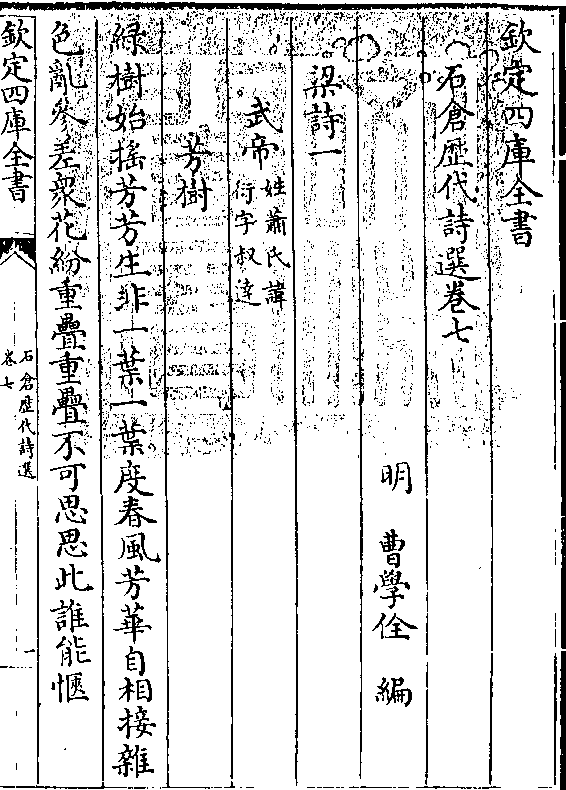 欽定四庫全書
石倉歴代詩選卷七
明 曹學佺 編
梁詩一
武帝姓蕭氏諱
衍字叔達
芳樹
緑樹始揺芳芳生非一葉一葉度春風芳華自相接雜
色亂參差衆花紛重疊重疊不可思思此誰能愜
欽定四庫全書
石倉歴代詩選
卷七
一